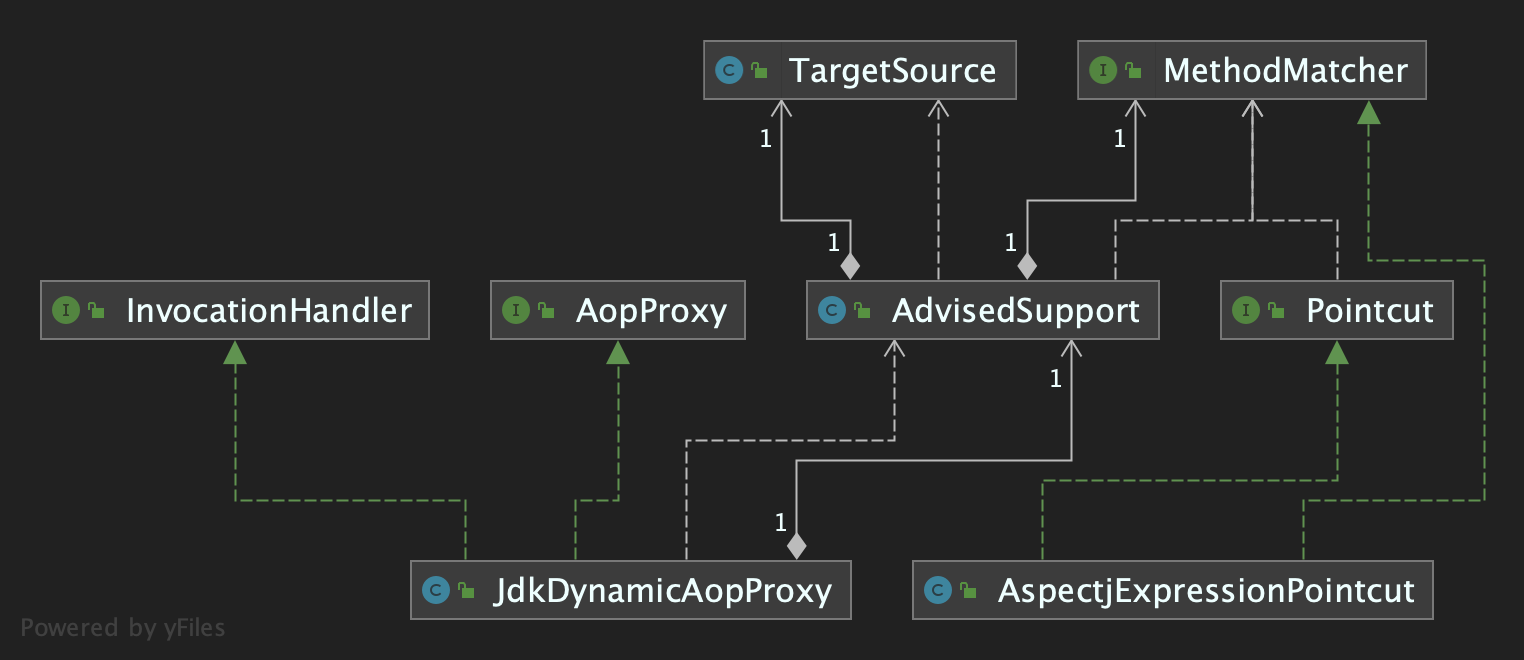 C TargetSource
I MethodMatcher
1
1
1
1
I InvocationHandler
I AopProxy
C AdvisedSupport
I Pointcut
1
1
C JdkDynamicAopProxy
C AspectjExpressionPointcut
Powered by yFiles